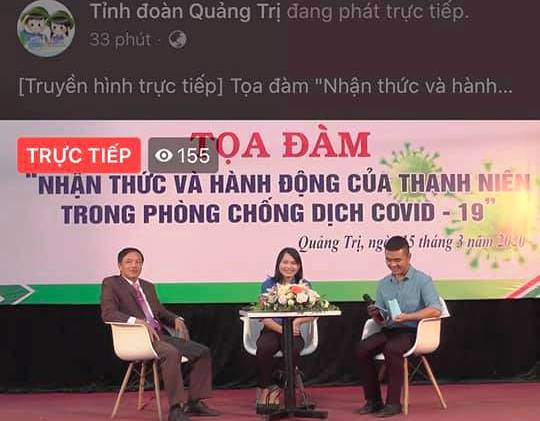 Tỉnh đoàn Quảng Trị đang phát trực tiếp.
33 phút ·
[Truyền hình trực tiếp] Tọa đàm "Nhận thức và hành...
TRỰC TIẾP 155
TỌA ĐÀM
"NHẬN THỨC VÀ HÀNH ĐỘNG CỦA THANH NIÊN
TRONG PHÒNG CHỐNG DỊCH COVID - 19"
Quảng Trị, ngày 15 tháng 3 năm 2020